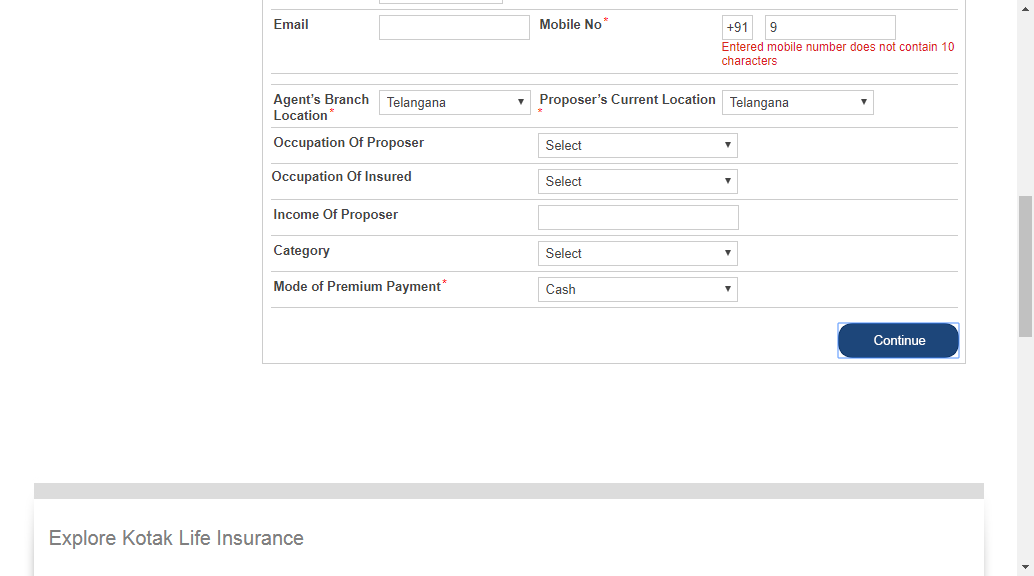 Email Mobile No* +91 9
Entered mobile number does not contain 10
characters
Agent's Branch Telangana Proposer's Current Location Telangana
Location* *
Occupation Of Proposer Select
Occupation Of Insured Select
Income Of Proposer
Category Select
Mode of Premium Payment* Cash
Continue
Explore Kotak Life Insurance